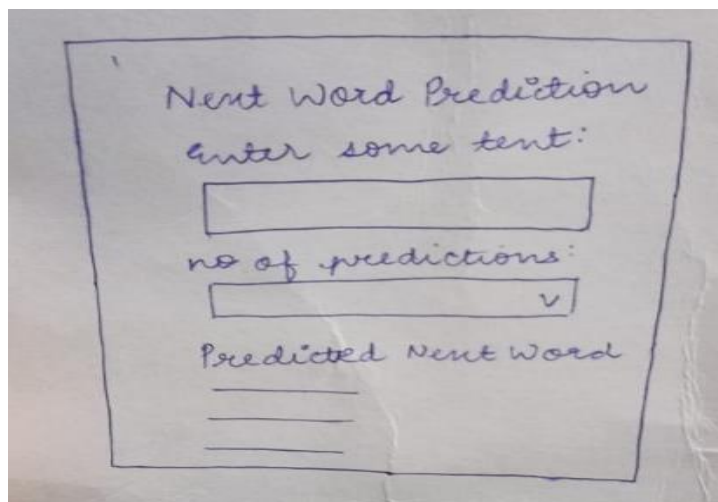 Next Word Prediction
Enter some text:
no of predictions:
Predicted Next Word